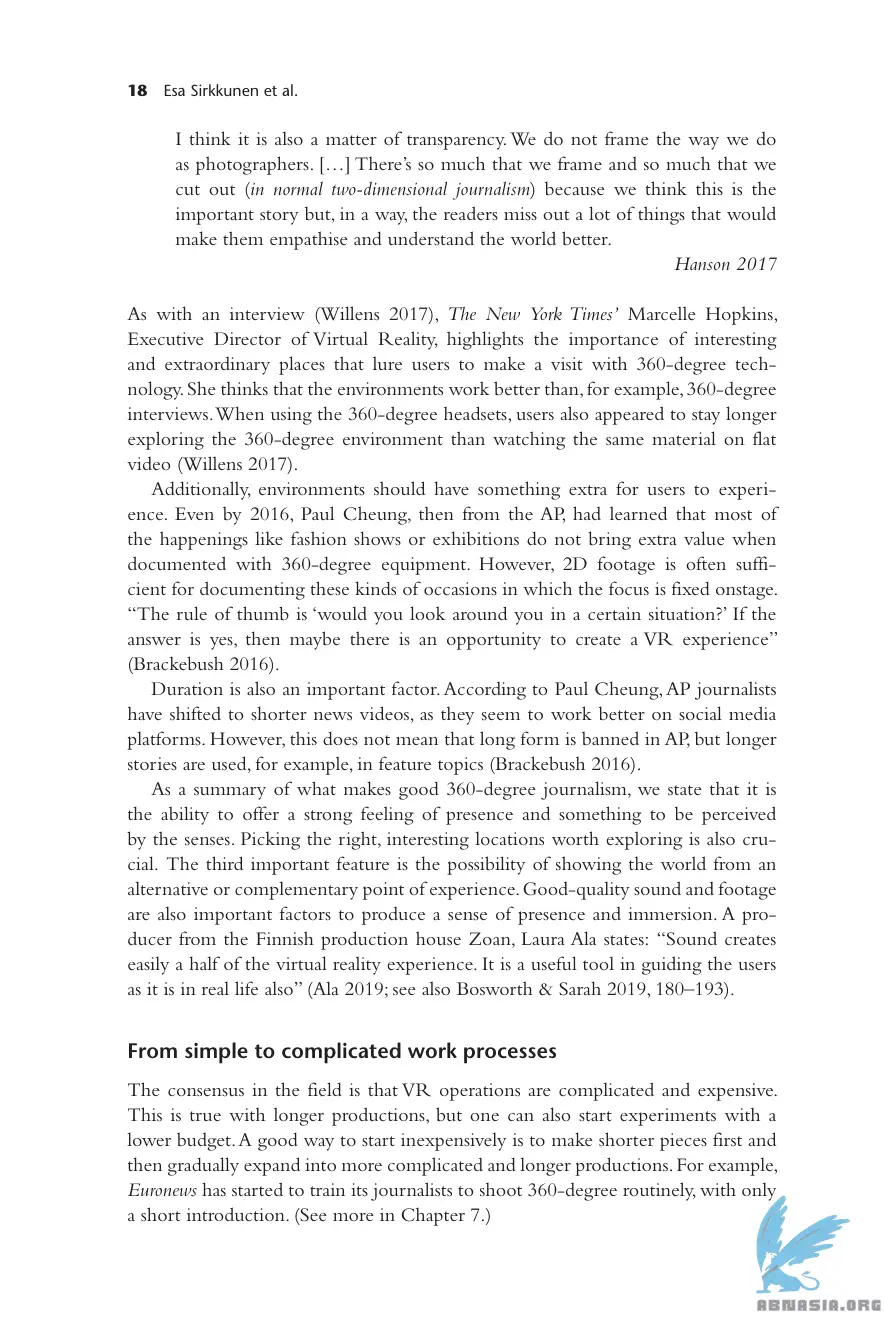 18 Esa Sirkkunen et al.
I think it is also a matter of transparency. We do not frame the way we do
as photographers. […] There’s so much that we frame and so much that we
cut out (in normal two-dimensional journalism) because we think this is the
important story but, in a way, the readers miss out a lot of things that would
make them empathise and understand the world better.
Hanson 2017
As with an interview (Willens 2017), The New York Times’ Marcelle Hopkins,
Executive Director of Virtual Reality, highlights the importance of interesting
and extraordinary places that lure users to make a visit with 360-degree tech-
nology. She thinks that the environments work better than, for example, 360-degree
interviews. When using the 360-degree headsets, users also appeared to stay longer
exploring the 360-degree environment than watching the same material on flat
video (Willens 2017).
Additionally, environments should have something extra for users to experi-
ence. Even by 2016, Paul Cheung, then from the AP, had learned that most of
the happenings like fashion shows or exhibitions do not bring extra value when
documented with 360-degree equipment. However, 2D footage is often suffi-
cient for documenting these kinds of occasions in which the focus is fixed onstage.
“The rule of thumb is ‘would you look around you in a certain situation?’ If the
answer is yes, then maybe there is an opportunity to create a VR experience”
(Brackebush 2016).
Duration is also an important factor. According to Paul Cheung, AP journalists
have shifted to shorter news videos, as they seem to work better on social media
platforms. However, this does not mean that long form is banned in AP, but longer
stories are used, for example, in feature topics (Brackebush 2016).
As a summary of what makes good 360-degree journalism, we state that it is
the ability to offer a strong feeling of presence and something to be perceived
by the senses. Picking the right, interesting locations worth exploring is also cru-
cial. The third important feature is the possibility of showing the world from an
alternative or complementary point of experience. Good-quality sound and footage
are also important factors to produce a sense of presence and immersion. A pro-
ducer from the Finnish production house Zoan, Laura Ala states: “Sound creates
easily a half of the virtual reality experience. It is a useful tool in guiding the users
as it is in real life also” (Ala 2019; see also Bosworth & Sarah 2019, 180–193).
From simple to complicated work processes
The consensus in the field is that VR operations are complicated and expensive.
This is true with longer productions, but one can also start experiments with a
lower budget. A good way to start inexpensively is to make shorter pieces first and
then gradually expand into more complicated and longer productions. For example,
Euronews has started to train its journalists to shoot 360-degree routinely, with only
a short introduction. (See more in Chapter 7.)
ABNASIA.ORG